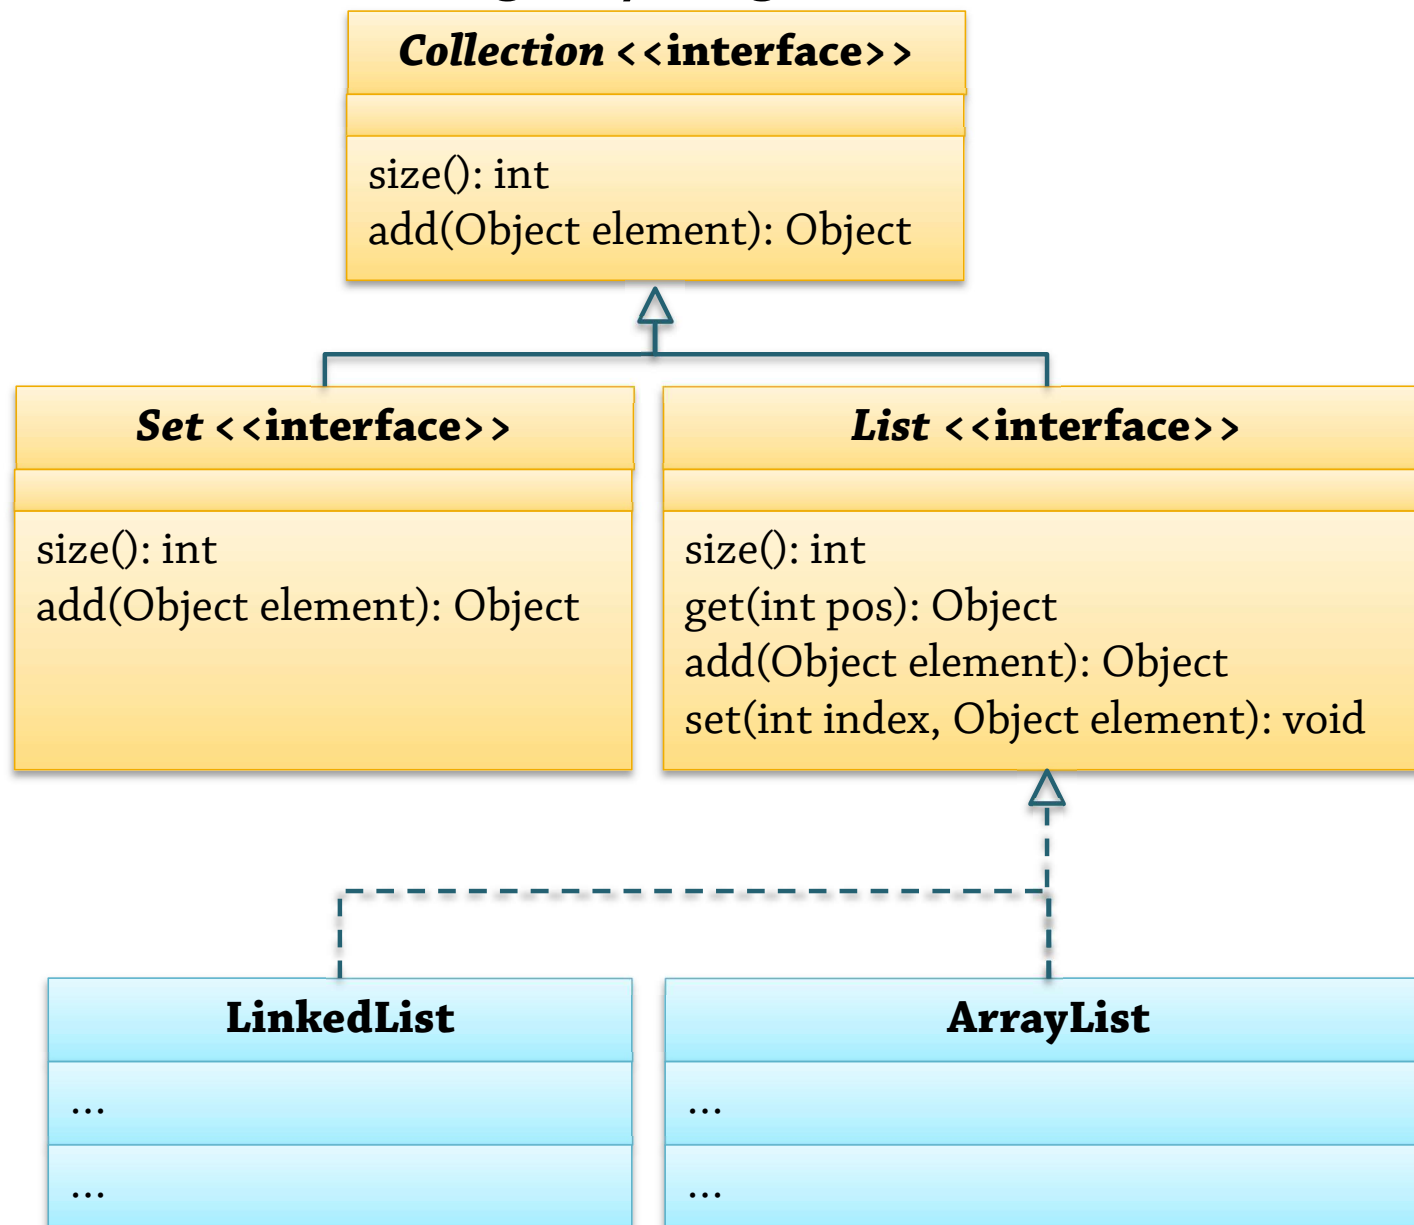 Collection <<interface>>
size(): int
add(Object element): Object
Set <<interface>>
size(): int
add(Object element): Object
List <<interface>>
size(): int
get(int pos): Object
add(Object element): Object
set(int index, Object element): void
LinkedList
...
...
ArrayList
...
...